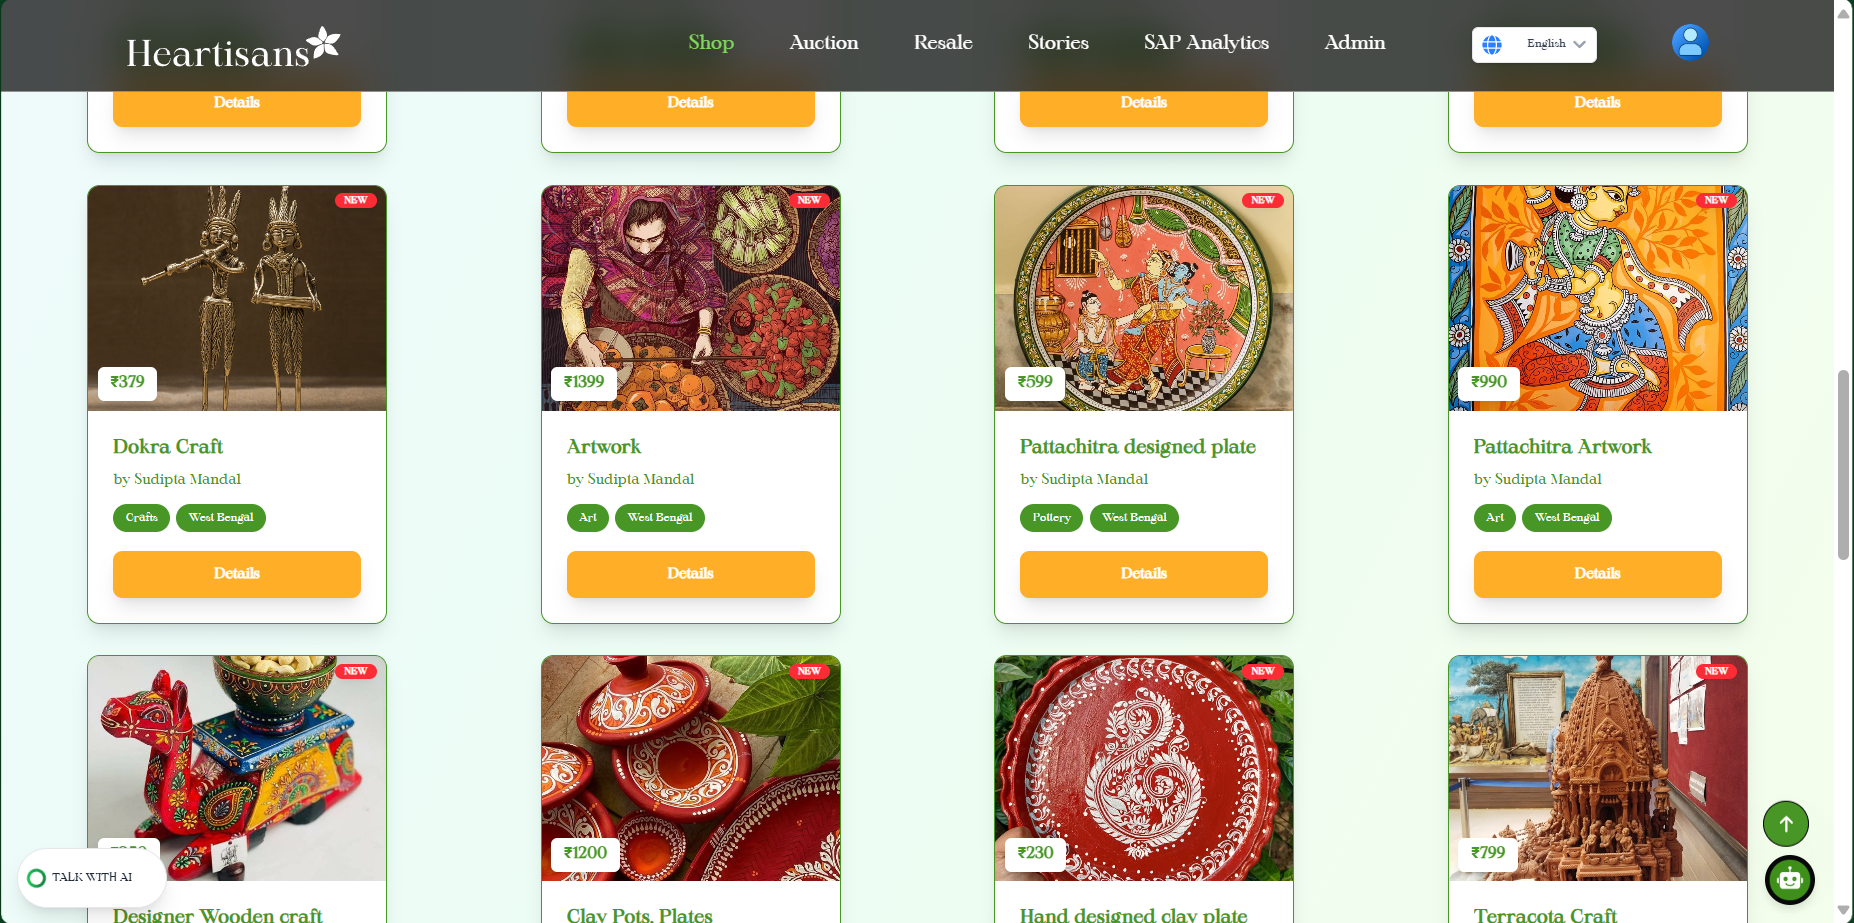 Heartisans
Shop
Auction
Resale
Stories
SAP Analytics
Admin
English
Details
Details
Details
Details
NEW
NEW
NEW
NEW
₹379
₹1399
₹599
₹990
Dokra Craft
Artwork
Pattachitra designed plate
Pattachitra Artwork
by Sudipta Mandal
by Sudipta Mandal
by Sudipta Mandal
by Sudipta Mandal
Crafts
West Bengal
Art
West Bengal
Pottery
West Bengal
Art
West Bengal
Details
Details
Details
Details
NEW
NEW
NEW
NEW
₹1200
₹230
₹799
TALK WITH AI
Designer Wooden craft
Clay Pots, Plates
Hand designed clay plate
Terracota Craft